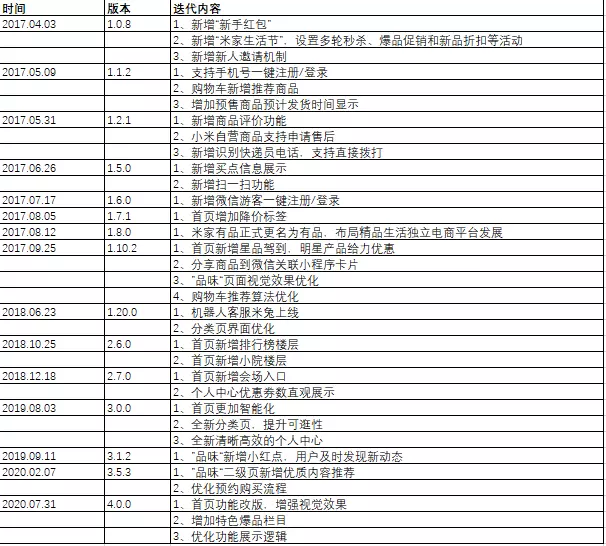 时间 版本 迭代内容
2017.04.03 1.0.8 1、新增“新手红包”
2、新增“米家生活节”，设置多轮秒杀、爆品促销和新品折扣等活动
3、新增新人邀请机制
2017.05.09 1.1.2 1、支持手机号一键注册/登录
2、购物车新增推荐商品
3、增加预售商品预计发货时间显示
2017.05.31 1.2.1 1、新增商品评价功能
2、小米自营商品支持申请售后
3、新增识别快递员电话，支持直接拨打
2017.06.26 1.5.0 1、新增买点信息展示
2、新增扫一扫功能
2017.07.17 1.6.0 1、新增微信游客一键注册/登录
2017.08.05 1.7.1 1、首页增加降价标签
2017.08.12 1.8.0 1、米家有品正式更名为有品，布局精品生活独立电商平台发展
2017.09.25 1.10.2 1、首页新增星品驾到，明星产品给力优惠
2、分享商品到微信关联小程序卡片
3、"品味"页面视觉效果优化
4、购物车推荐算法优化
2018.06.23 1.20.0 1、机器人客服米兔上线
2、分类页界面优化
2018.10.25 2.6.0 1、首页新增排行榜楼层
2、首页新增小院楼层
2018.12.18 2.7.0 1、首页新增会场入口
2、个人中心优惠券数直观展示
2019.08.03 3.0.0 1、首页更加智能化
2、全新分类页，提升可逛性
3、全新清晰高效的个人中心
2019.09.11 3.1.2 1、"品味"新增小红点，用户及时发现新动态
2020.02.07 3.5.3 1、"品味"二级页新增优质内容推荐
2、优化预约购买流程
2020.07.31 4.0.0 1、首页功能改版，增强视觉效果
2、增加特色爆品栏目
3、优化功能展示逻辑